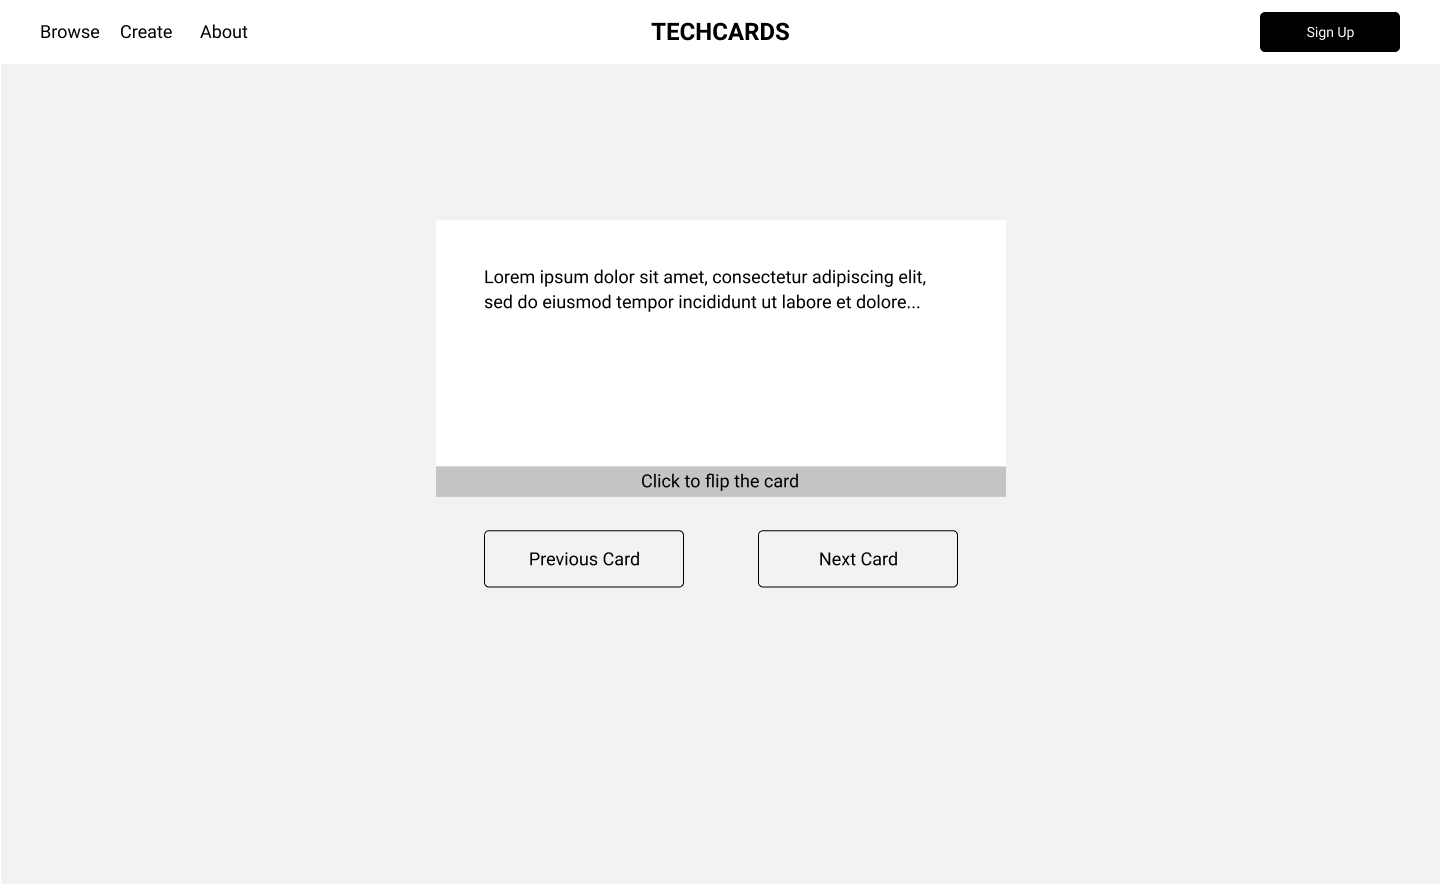 Browse Create About TECHCARDS Sign Up
Lorem ipsum dolor sit amet, consectetur adipiscing elit,
sed do eiusmod tempor incididunt ut labore et dolore...
Click to flip the card
Previous Card Next Card